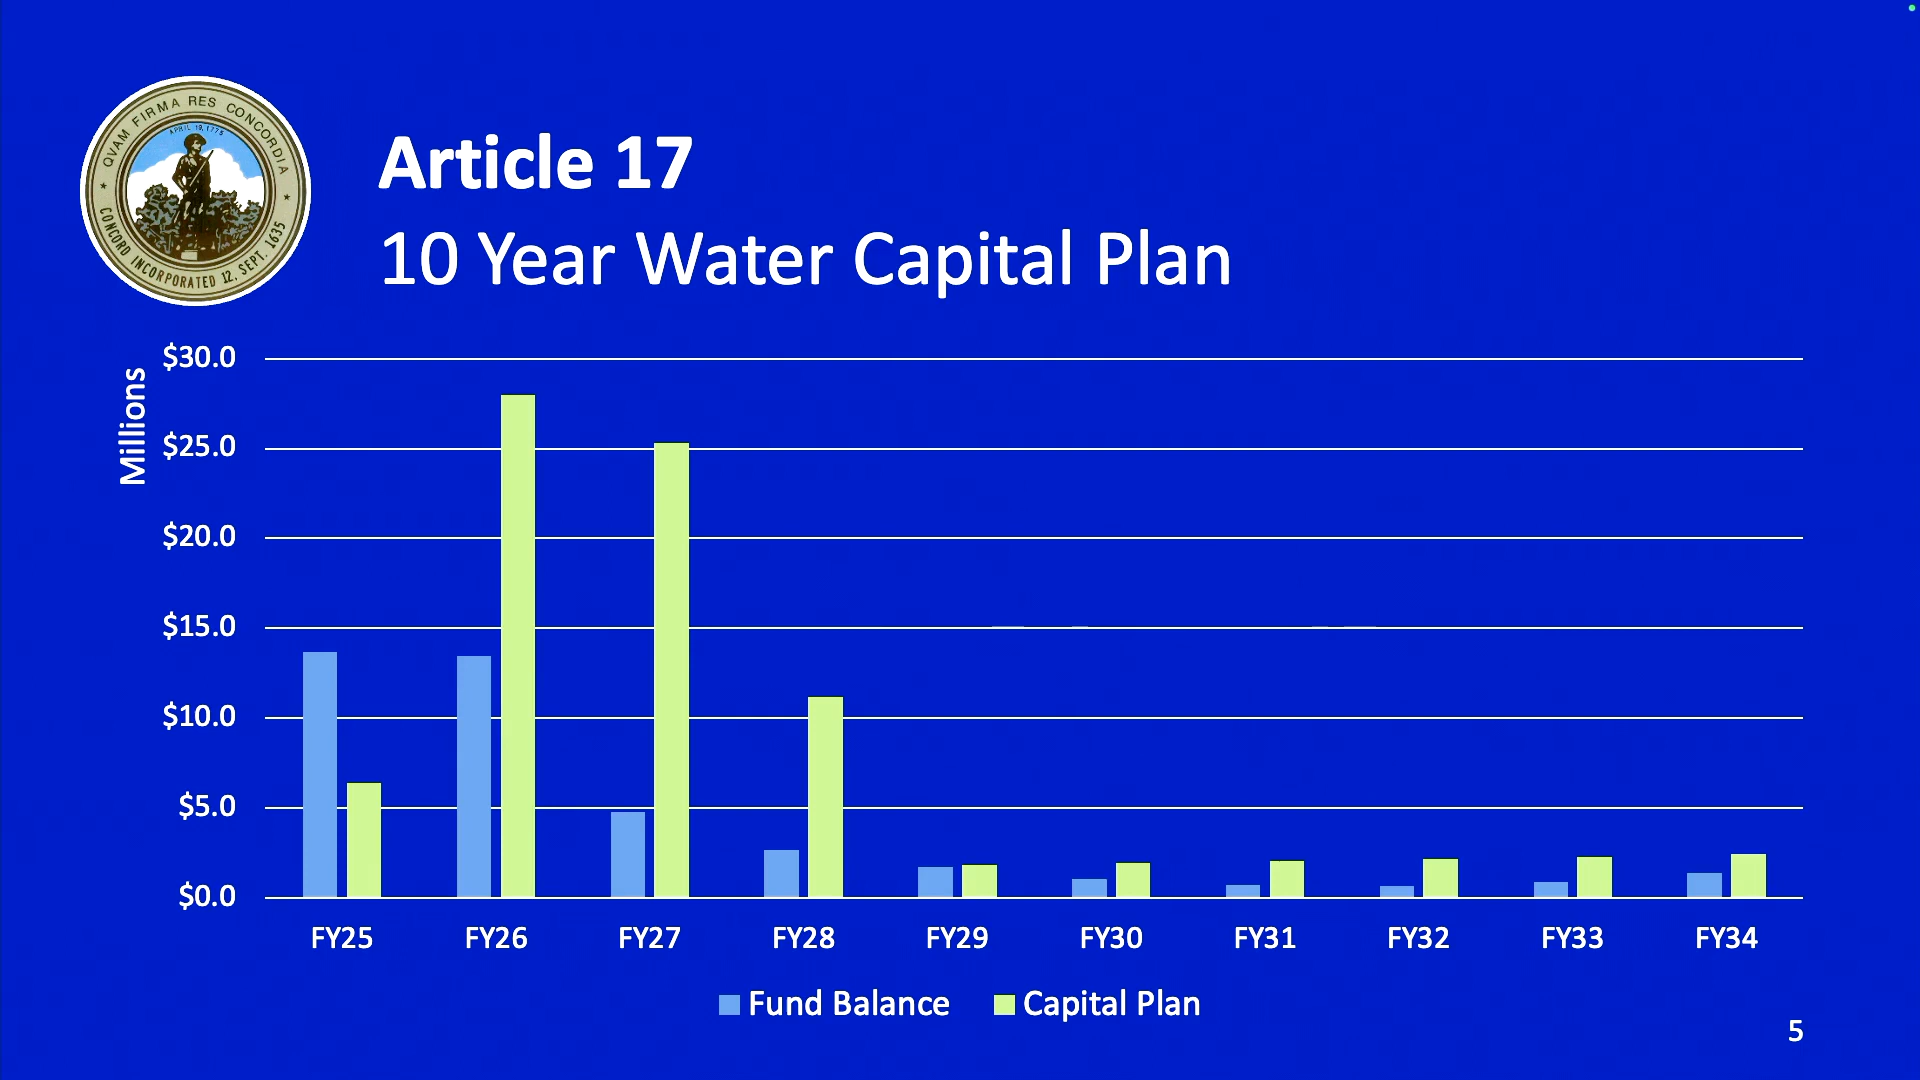 QVAM FIRMA RES CONCORDIA
APRIL 19, 1775
CONCORD INCORPORATED 12, SEPT. 1635
Article 17
10 Year Water Capital Plan
Millions
$30.0
$25.0
$20.0
$15.0
$10.0
$5.0
$0.0
FY25 FY26 FY27 FY28 FY29 FY30 FY31 FY32 FY33 FY34
Fund Balance Capital Plan
5